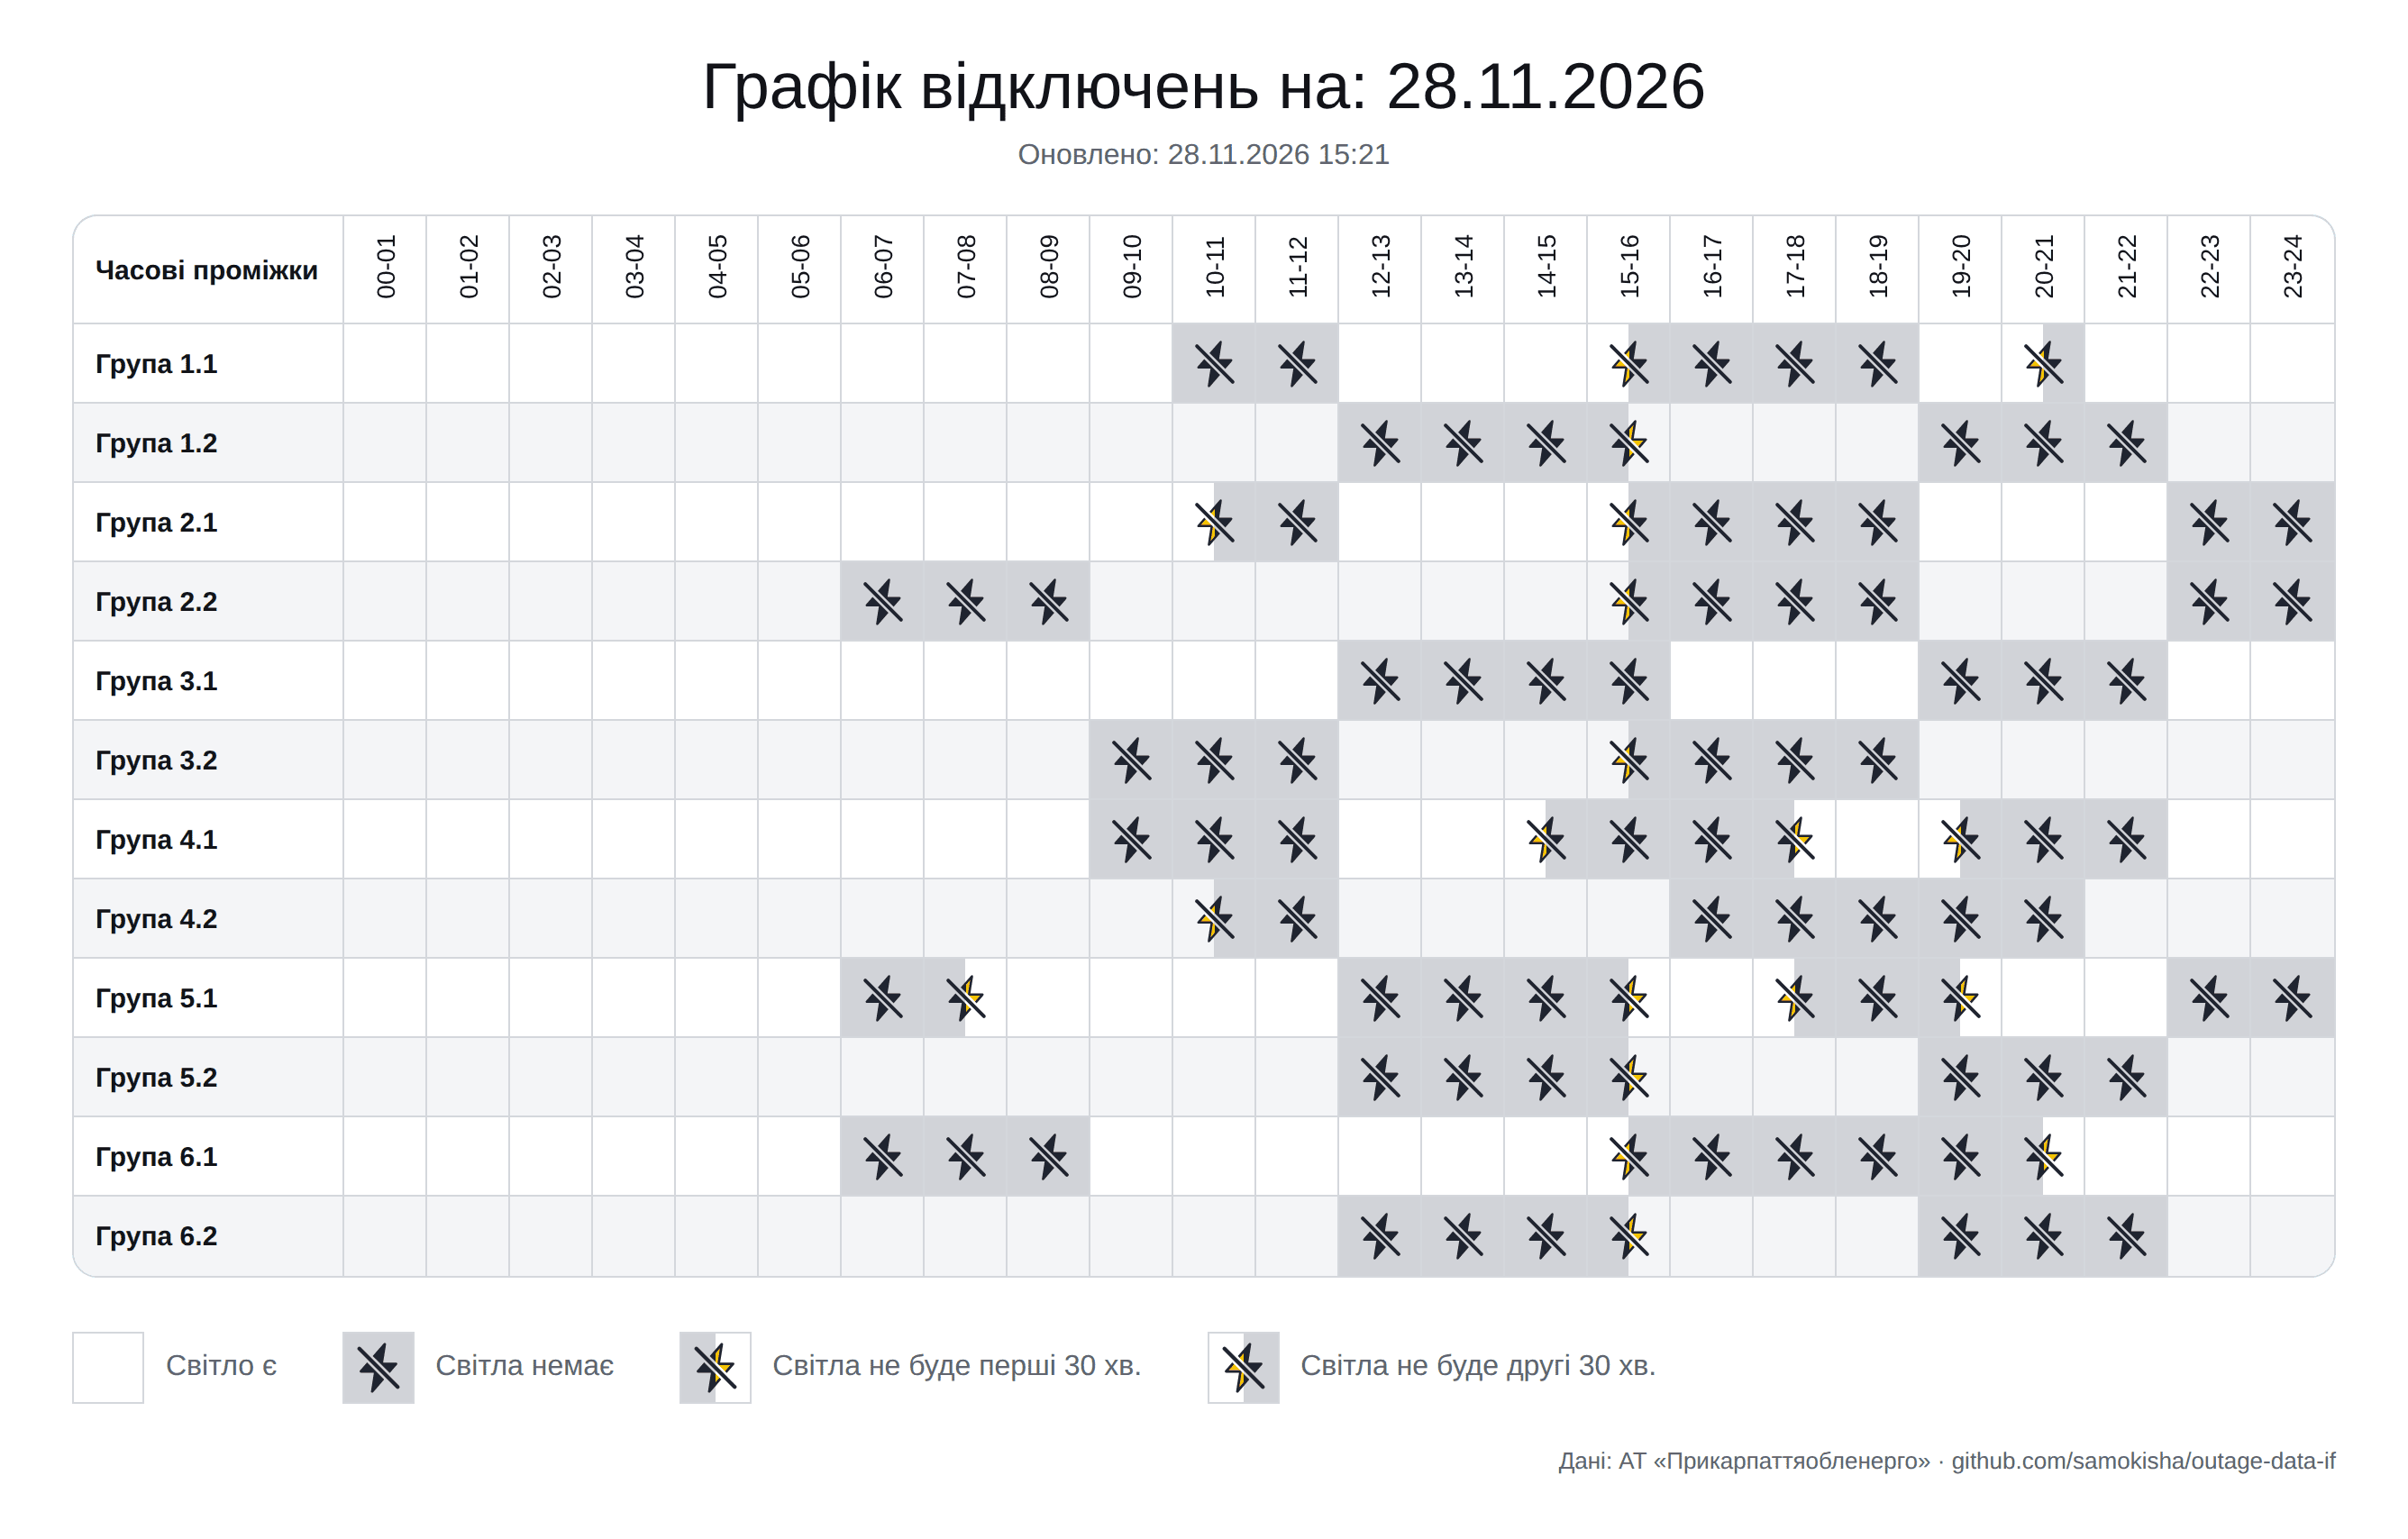 Графік відключень на: 28.11.2026
Оновлено: 28.11.2026 15:21
Часові проміжки 00-01 01-02 02-03 03-04 04-05 05-06 06-07 07-08 08-09 09-10 10-11 11-12 12-13 13-14 14-15 15-16 16-17 17-18 18-19 19-20 20-21 21-22 22-23 23-24
Група 1.1
Група 1.2
Група 2.1
Група 2.2
Група 3.1
Група 3.2
Група 4.1
Група 4.2
Група 5.1
Група 5.2
Група 6.1
Група 6.2
Світло є Світла немає Світла не буде перші 30 хв. Світла не буде другі 30 хв.
Дані: АТ «Прикарпаттяобленерго» · github.com/samokisha/outage-data-if